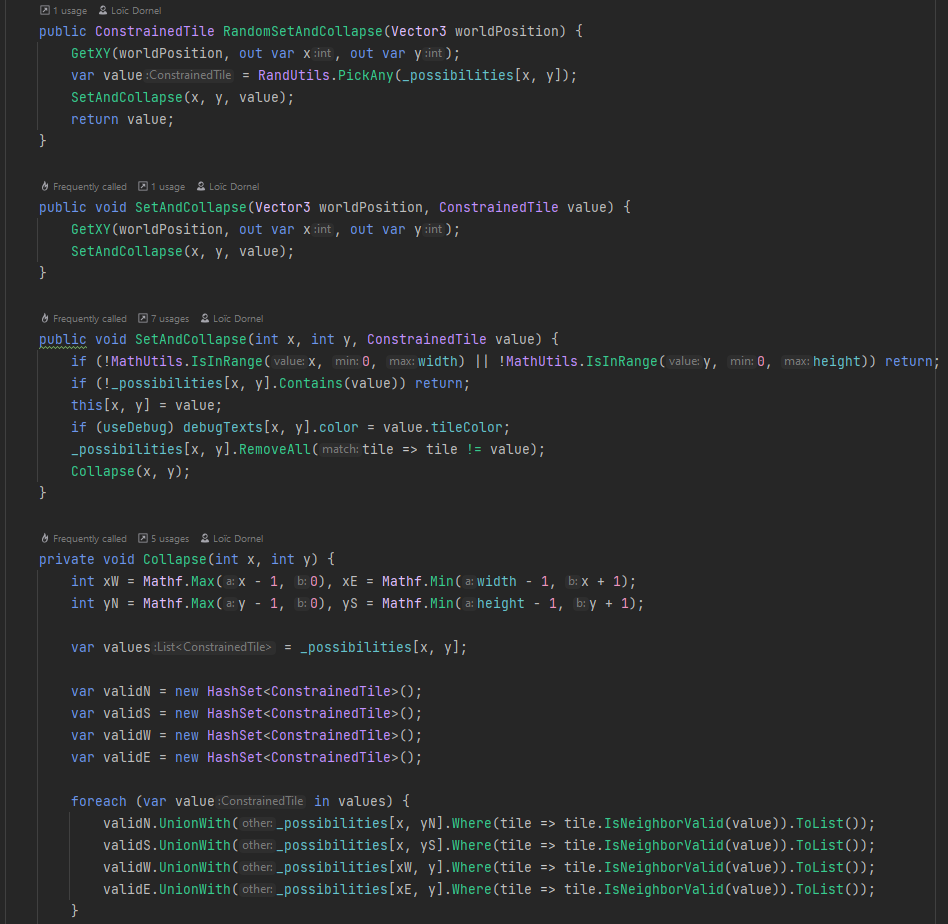 1 usage Loïc Dornel
public ConstrainedTile RandomSetAndCollapse(Vector3 worldPosition) {
GetXY(worldPosition, out var x:int, out var y:int);
var value:ConstrainedTile = RandUtils.PickAny(_possibilities[x, y]);
SetAndCollapse(x, y, value);
return value;
}
Frequently called 1 usage Loïc Dornel
public void SetAndCollapse(Vector3 worldPosition, ConstrainedTile value) {
GetXY(worldPosition, out var x:int, out var y:int);
SetAndCollapse(x, y, value);
}
Frequently called 7 usages Loïc Dornel
public void SetAndCollapse(int x, int y, ConstrainedTile value) {
if (!MathUtils.IsInRange(value:x, min:0, max:width) || !MathUtils.IsInRange(value:y, min:0, max:height)) return;
if (!_possibilities[x, y].Contains(value)) return;
this[x, y] = value;
if (useDebug) debugTexts[x, y].color = value.tileColor;
_possibilities[x, y].RemoveAll(match:tile => tile != value);
Collapse(x, y);
}
Frequently called 5 usages Loïc Dornel
private void Collapse(int x, int y) {
int xW = Mathf.Max(a:x - 1, b:0), xE = Mathf.Min(a:width - 1, b:x + 1);
int yN = Mathf.Max(a:y - 1, b:0), yS = Mathf.Min(a:height - 1, b:y + 1);
var values:List<ConstrainedTile> = _possibilities[x, y];
var validN = new HashSet<ConstrainedTile>();
var validS = new HashSet<ConstrainedTile>();
var validW = new HashSet<ConstrainedTile>();
var validE = new HashSet<ConstrainedTile>();
foreach (var value:ConstrainedTile in values) {
validN.UnionWith(other:_possibilities[x, yN].Where(tile => tile.IsNeighborValid(value)).ToList());
validS.UnionWith(other:_possibilities[x, yS].Where(tile => tile.IsNeighborValid(value)).ToList());
validW.UnionWith(other:_possibilities[xW, y].Where(tile => tile.IsNeighborValid(value)).ToList());
validE.UnionWith(other:_possibilities[xE, y].Where(tile => tile.IsNeighborValid(value)).ToList());
}